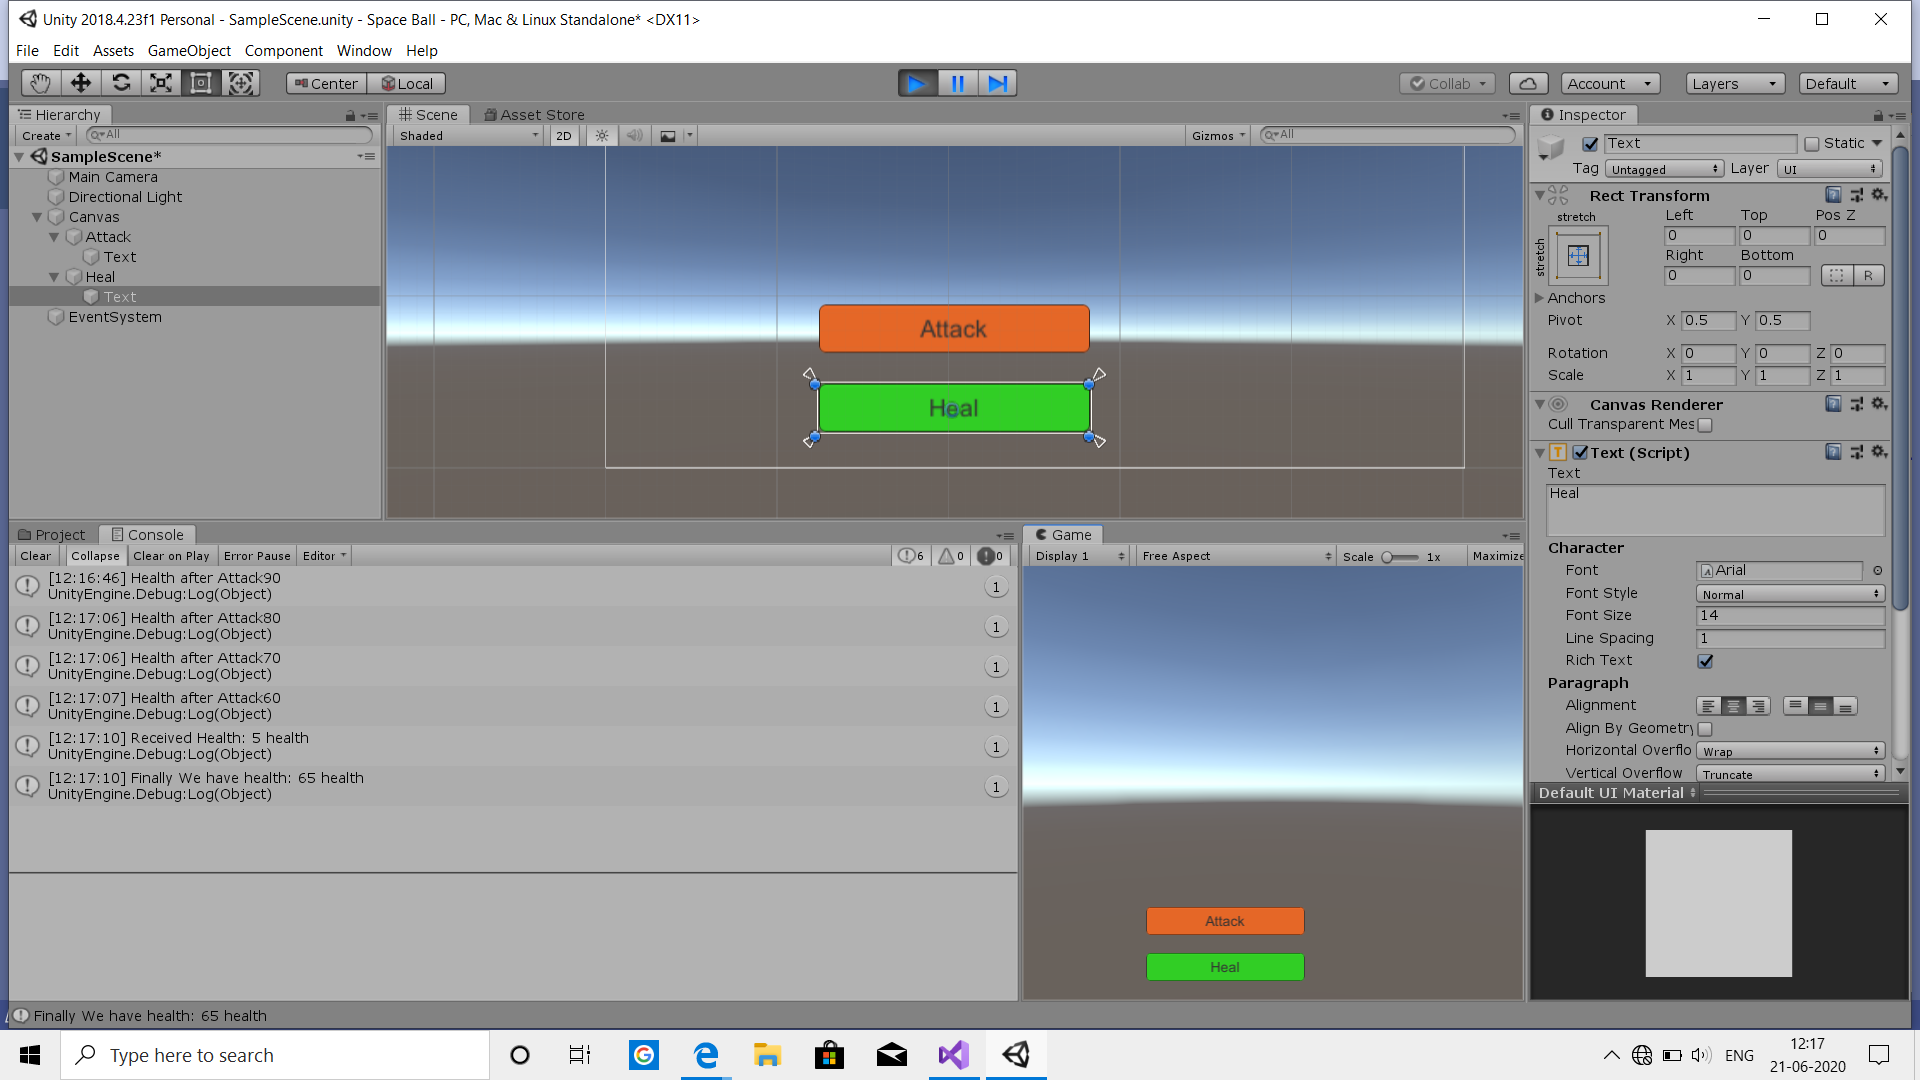 Unity 2018.4.23f1 Personal - SampleScene.unity - Space Ball - PC, Mac & Linux Standalone* <DX11>
File Edit Assets GameObject Component Window Help
Center Local Collab Account Layers Default
Hierarchy
Create All
SampleScene*
Main Camera
Directional Light
Canvas
Attack
Text
Heal
Text
EventSystem
Scene Asset Store
Shaded 2D Gizmos All
Attack
Heal
Inspector
Text Static
Tag Untagged Layer UI
Rect Transform
stretch Left Top Pos Z
stretch
0 0 0
Right Bottom
0 0 R
Anchors
Pivot X 0.5 Y 0.5
Rotation X 0 Y 0 Z 0
Scale X 1 Y 1 Z 1
Canvas Renderer
Cull Transparent Mes
Text (Script)
Text
Heal
Character
Font Arial
Font Style Normal
Font Size 14
Line Spacing 1
Rich Text
Paragraph
Alignment
Align By Geometry
Horizontal Overflo Wrap
Vertical Overflow Truncate
Default UI Material
Project Console
Clear Collapse Clear on Play Error Pause Editor 6 0 0
[12:16:46] Health after Attack90
UnityEngine.Debug:Log(Object)
1
[12:17:06] Health after Attack80
UnityEngine.Debug:Log(Object)
1
[12:17:06] Health after Attack70
UnityEngine.Debug:Log(Object)
1
[12:17:07] Health after Attack60
UnityEngine.Debug:Log(Object)
1
[12:17:10] Received Health: 5 health
UnityEngine.Debug:Log(Object)
1
[12:17:10] Finally We have health: 65 health
UnityEngine.Debug:Log(Object)
1
Game
Display 1 Free Aspect Scale 1x Maximize
Attack
Heal
Finally We have health: 65 health
Type here to search
ENG
12:17
21-06-2020